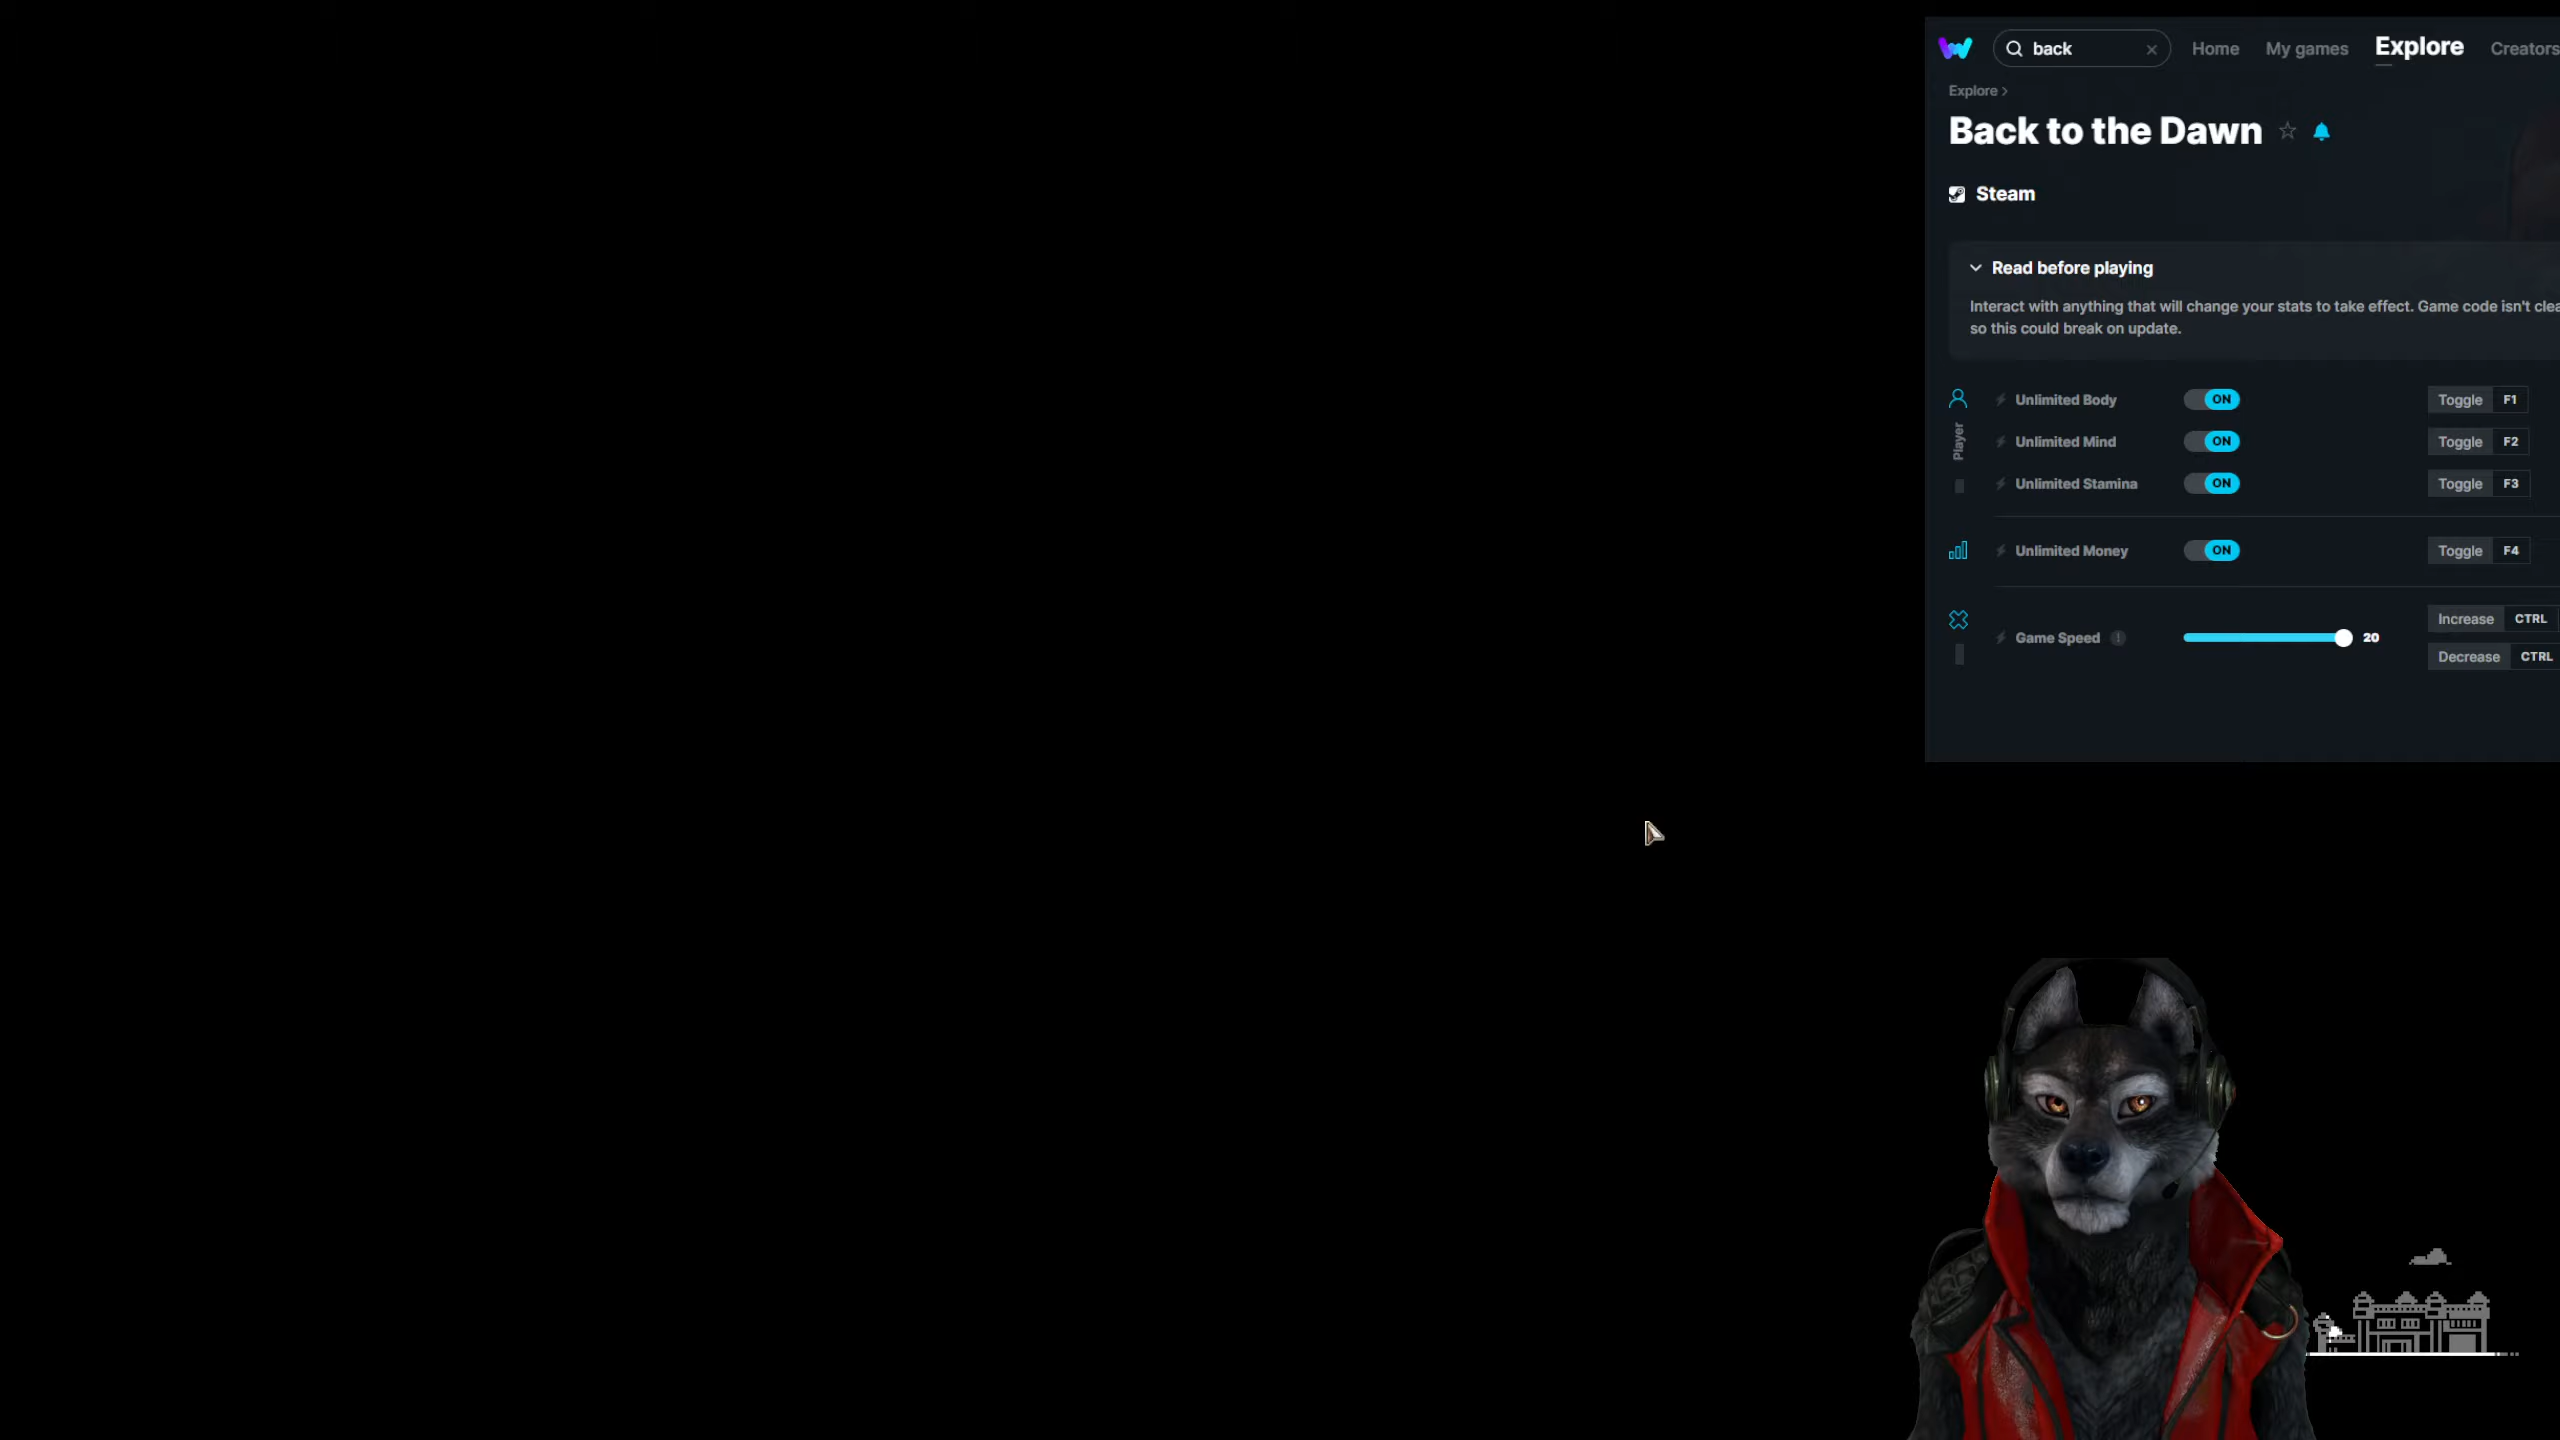 back
Home
My games
Explore
Creators
Explore >
Back to the Dawn
Steam
Read before playing
Interact with anything that will change your stats to take effect. Game code isn't clea
so this could break on update.
Player
Unlimited Body
ON
Toggle F1
Unlimited Mind
ON
Toggle F2
Unlimited Stamina
ON
Toggle F3
Unlimited Money
ON
Toggle F4
Game Speed
20
Increase CTRL
Decrease CTRL